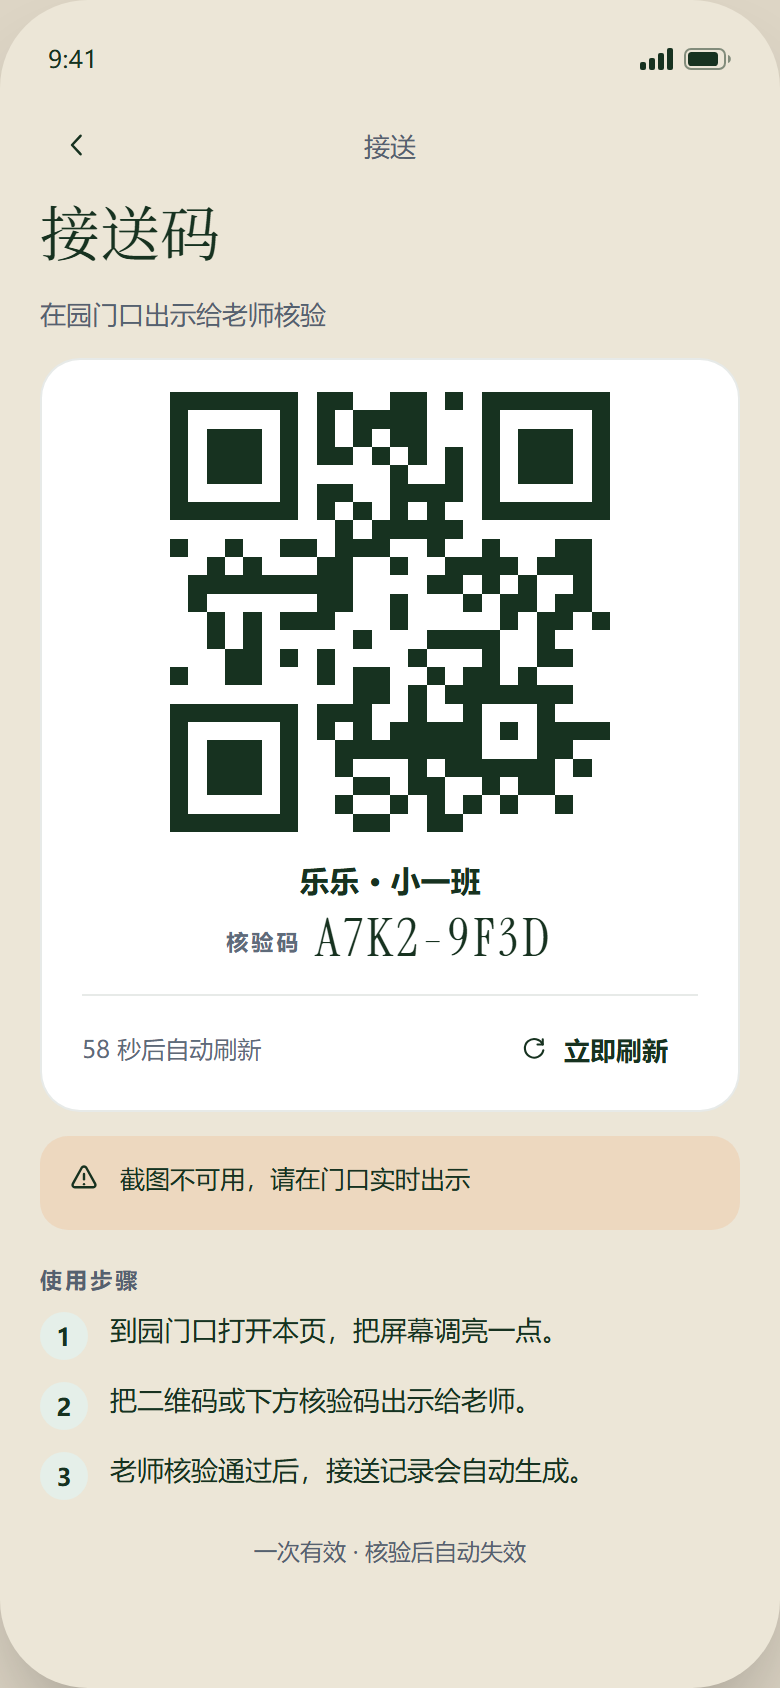 9:41
接送
接送码
在园门口出示给老师核验
乐乐·小一班
核验码 A7K2-9F3D
58 秒后自动刷新 立即刷新
截图不可用，请在门口实时出示
使用步骤
1 到园门口打开本页，把屏幕调亮一点。
2 把二维码或下方核验码出示给老师。
3 老师核验通过后，接送记录会自动生成。
一次有效 · 核验后自动失效